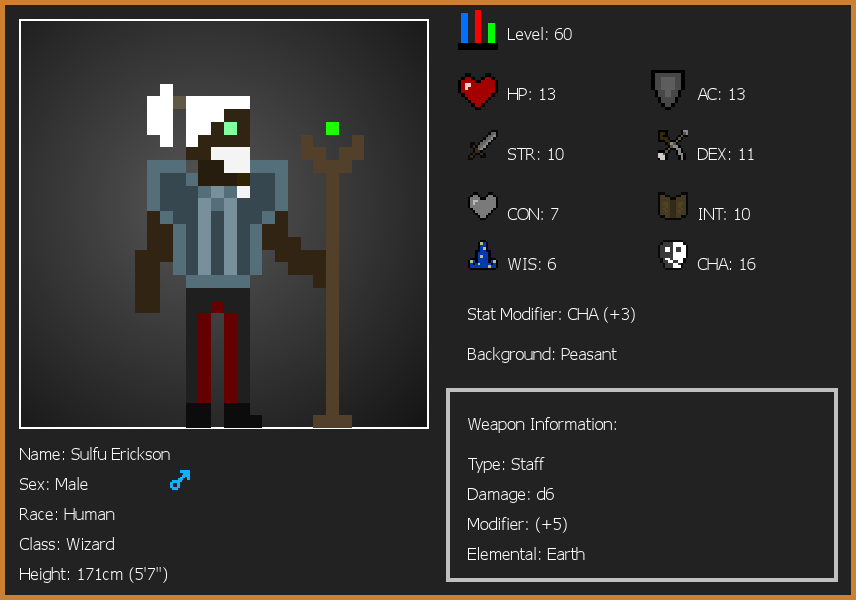 Level: 60
HP: 13
AC: 13
STR: 10
DEX: 11
CON: 7
INT: 10
WIS: 6
CHA: 16
Stat Modifier: CHA (+3)
Background: Peasant
Weapon Information:
Type: Staff
Damage: d6
Modifier: (+5)
Elemental: Earth
Name: Sulfu Erickson
Sex: Male
Race: Human
Class: Wizard
Height: 171cm (5'7")